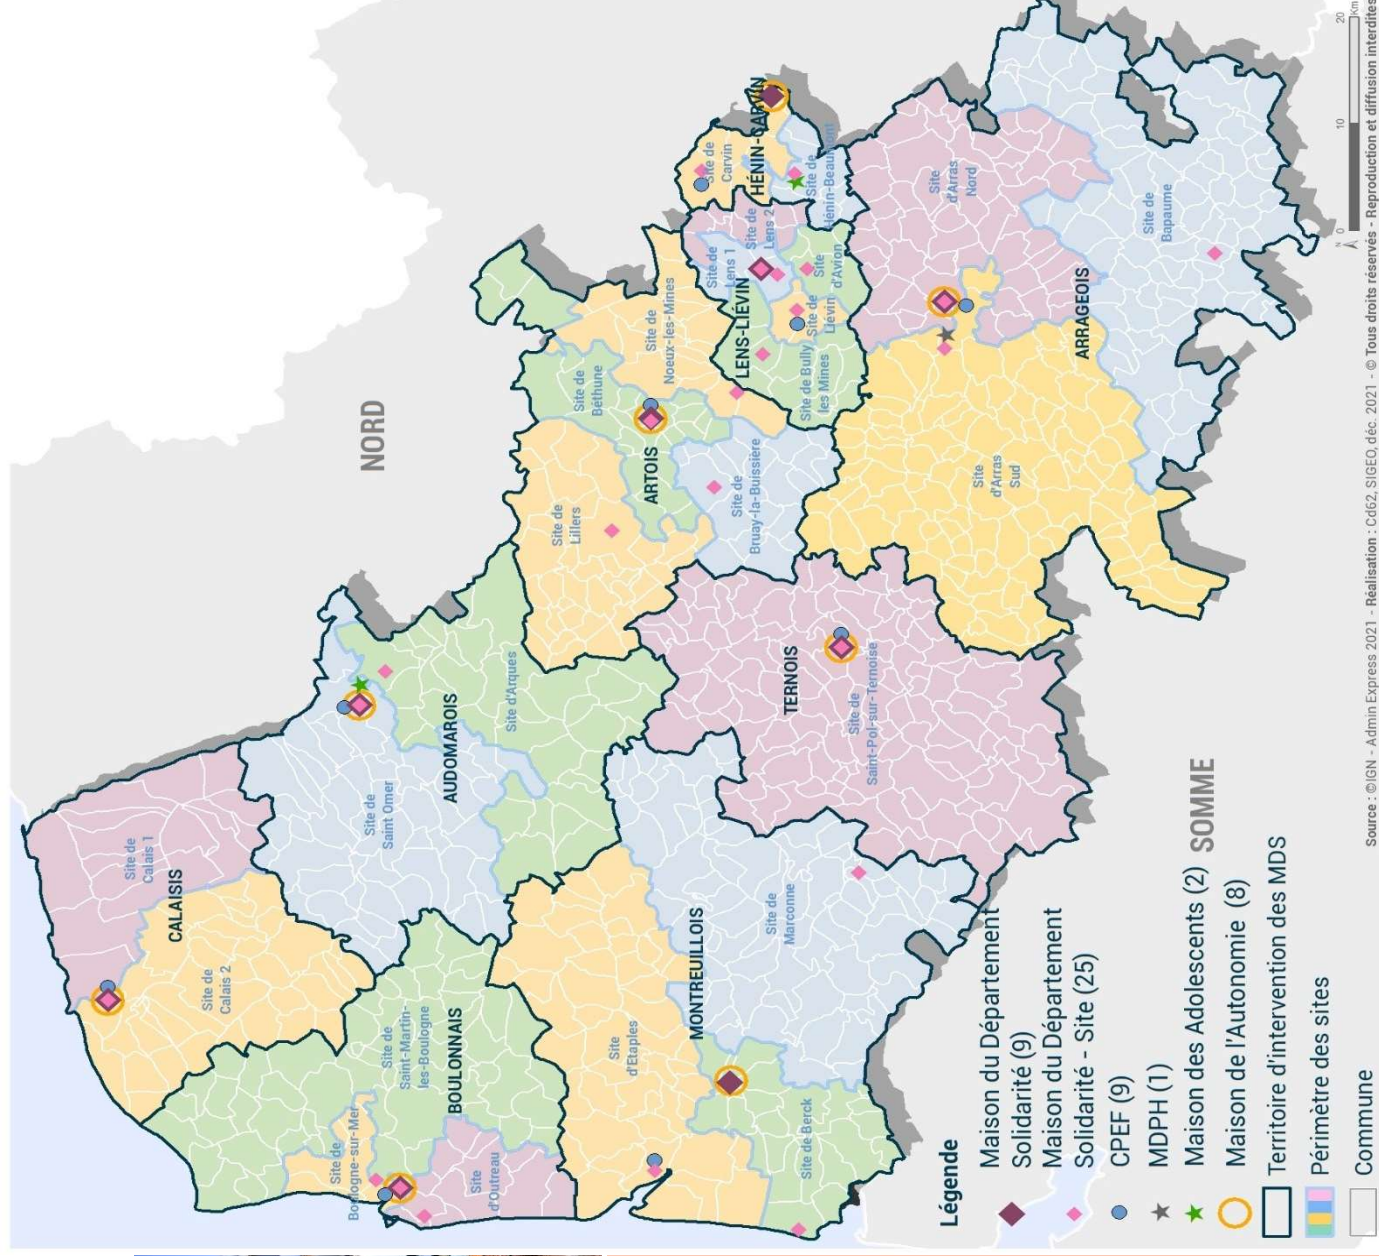 NORD
Site de
Calais 1
CALAISIS
Site de
Calais 2
Site de
Saint Omer
AUDOMAROIS
Site d'Arques
Site de
Saint-Martin-
les-Boulogne
BOULONNAIS
Site de
Boulogne-sur-Mer
Site
d'Outreau
Site
d'Etaples
MONTREUILLOIS
Site de
Marconne
Site de Berck
TERNOIS
Site de
Saint-Pol-sur-Ternoise
Site de
Lillers
ARTOIS
Site de
Béthune
Site de
Noeux-les-Mines
Site de
Bruay-la-Buissiere
LENS-LIÉVIN
Site de
Lens 1
Site de
Lens 2
Site de Bully
les Mines
Site de
Liévin
Site
d'Avion
HÉNIN-CARVIN
Site de
Carvin
Site de
Hénin-Beaumont
ARRAGEOIS
Site
d'Arras
Nord
Site
d'Arras
Sud
Site de
Bapaume
SOMME
Légende
Maison du Département
Solidarité (9)
Maison du Département
Solidarité - Site (25)
CPEF (9)
MDPH (1)
Maison des Adolescents (2)
Maison de l'Autonomie (8)
Territoire d'intervention des MDS
Périmètre des sites
Commune
N
0 10 20
Km
Source : ©IGN - Admin Express 2021 - Réalisation : Cd62, SIGEO, déc. 2021 - © Tous droits réservés - Reproduction et diffusion interdites